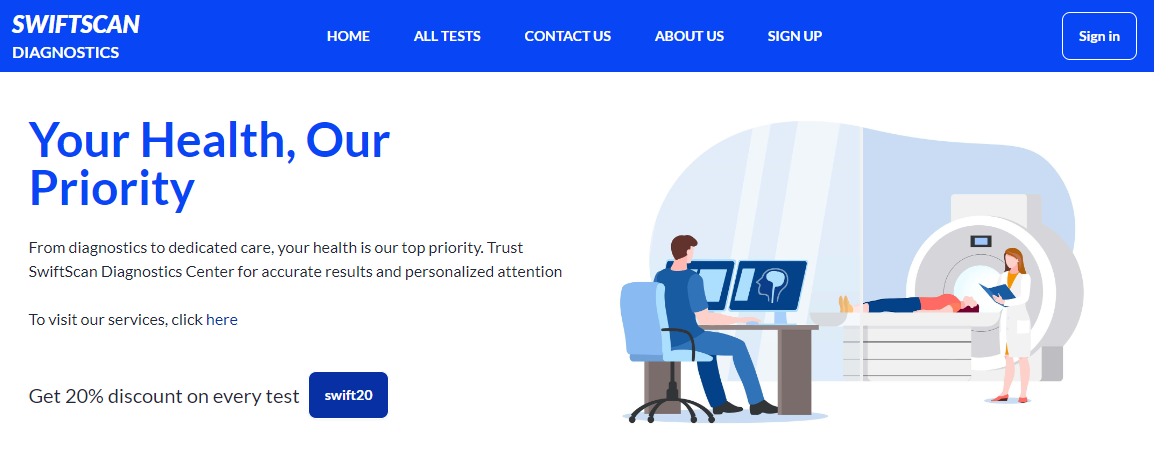 SWIFTSCAN
DIAGNOSTICS
HOME
ALL TESTS
CONTACT US
ABOUT US
SIGN UP
Sign in
Your Health, Our
Priority
From diagnostics to dedicated care, your health is our top priority. Trust
SwiftScan Diagnostics Center for accurate results and personalized attention
To visit our services, click here
Get 20% discount on every test
swift20